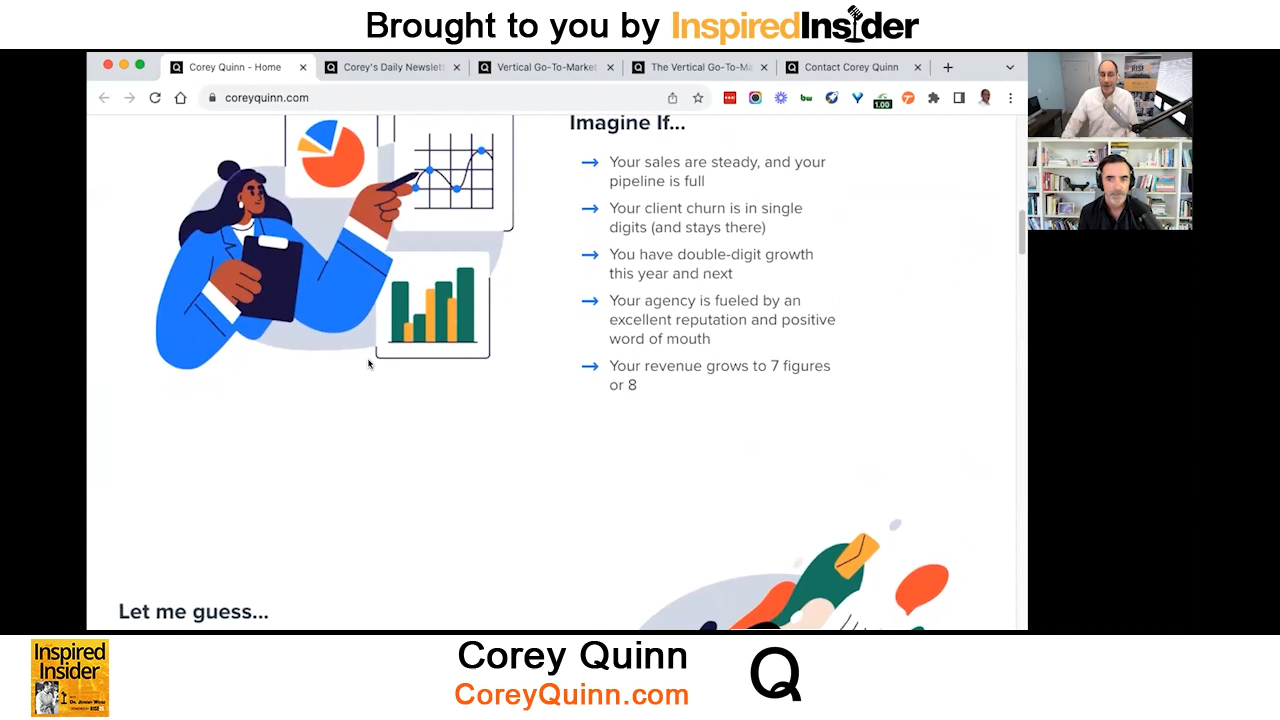 Brought to you by InspiredInsider
Corey Quinn - Home
Corey's Daily Newslett
Vertical Go-To-Market
The Vertical Go-To-Ma
Contact Corey Quinn
coreyquinn.com
1.00
Imagine If...
Your sales are steady, and your
pipeline is full
Your client churn is in single
digits (and stays there)
You have double-digit growth
this year and next
Your agency is fueled by an
excellent reputation and positive
word of mouth
Your revenue grows to 7 figures
or 8
Let me guess...
Inspired
Insider
Corey Quinn
CoreyQuinn.com
Q